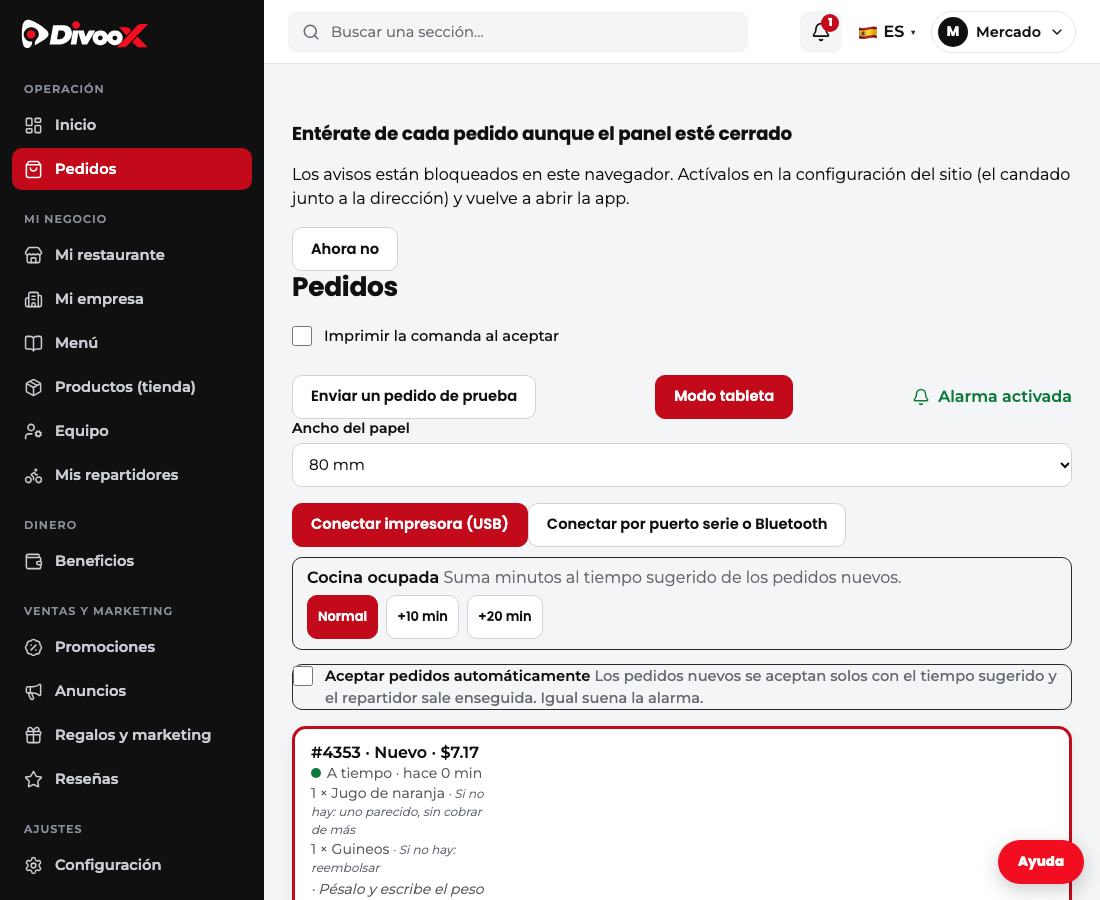 DivooX
OPERACIÓN
Inicio
Pedidos
MI NEGOCIO
Mi restaurante
Mi empresa
Menú
Productos (tienda)
Equipo
Mis repartidores
DINERO
Beneficios
VENTAS Y MARKETING
Promociones
Anuncios
Regalos y marketing
Reseñas
AJUSTES
Configuración
Buscar una sección...
1
ES
M Mercado
Entérate de cada pedido aunque el panel esté cerrado
Los avisos están bloqueados en este navegador. Actívalos en la configuración del sitio (el candado
junto a la dirección) y vuelve a abrir la app.
Ahora no
Pedidos
Imprimir la comanda al aceptar
Enviar un pedido de prueba
Modo tableta
Alarma activada
Ancho del papel
80 mm
Conectar impresora (USB)
Conectar por puerto serie o Bluetooth
Cocina ocupada Suma minutos al tiempo sugerido de los pedidos nuevos.
Normal
+10 min
+20 min
Aceptar pedidos automáticamente Los pedidos nuevos se aceptan solos con el tiempo sugerido y
el repartidor sale enseguida. Igual suena la alarma.
#4353 · Nuevo · $7.17
A tiempo · hace 0 min
1 × Jugo de naranja · Si no
hay: uno parecido, sin cobrar
de más
1 × Guineos · Si no hay:
reembolsar
· Pésalo y escribe el peso
Ayuda